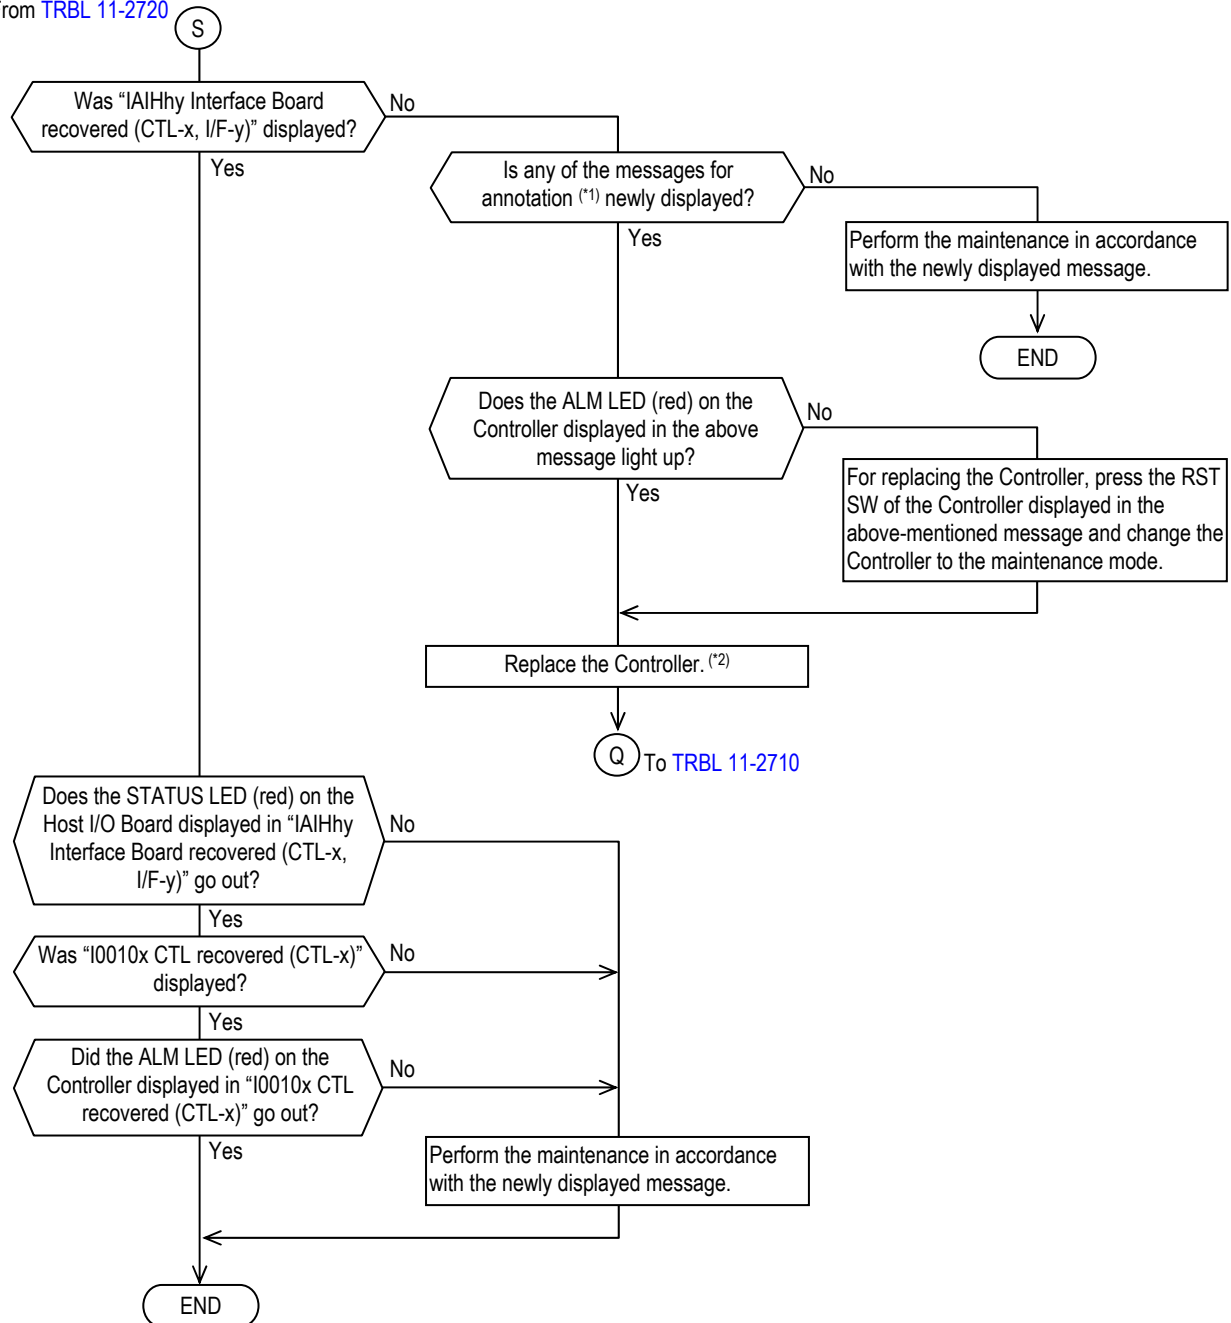 From TRBL 11-2720
S
Was “IAIHhy Interface Board
recovered (CTL-x, I/F-y)” displayed?
No
Yes
Is any of the messages for
annotation (*1) newly displayed?
No
Yes
Perform the maintenance in accordance
with the newly displayed message.
END
Does the ALM LED (red) on the
Controller displayed in the above
message light up?
No
Yes
For replacing the Controller, press the RST
SW of the Controller displayed in the
above-mentioned message and change the
Controller to the maintenance mode.
Replace the Controller. (*2)
Q
To TRBL 11-2710
Does the STATUS LED (red) on the
Host I/O Board displayed in “IAIHhy
Interface Board recovered (CTL-x,
I/F-y)” go out?
No
Yes
Was “I0010x CTL recovered (CTL-x)”
displayed?
No
Yes
Did the ALM LED (red) on the
Controller displayed in “I0010x CTL
recovered (CTL-x)” go out?
No
Yes
Perform the maintenance in accordance
with the newly displayed message.
END